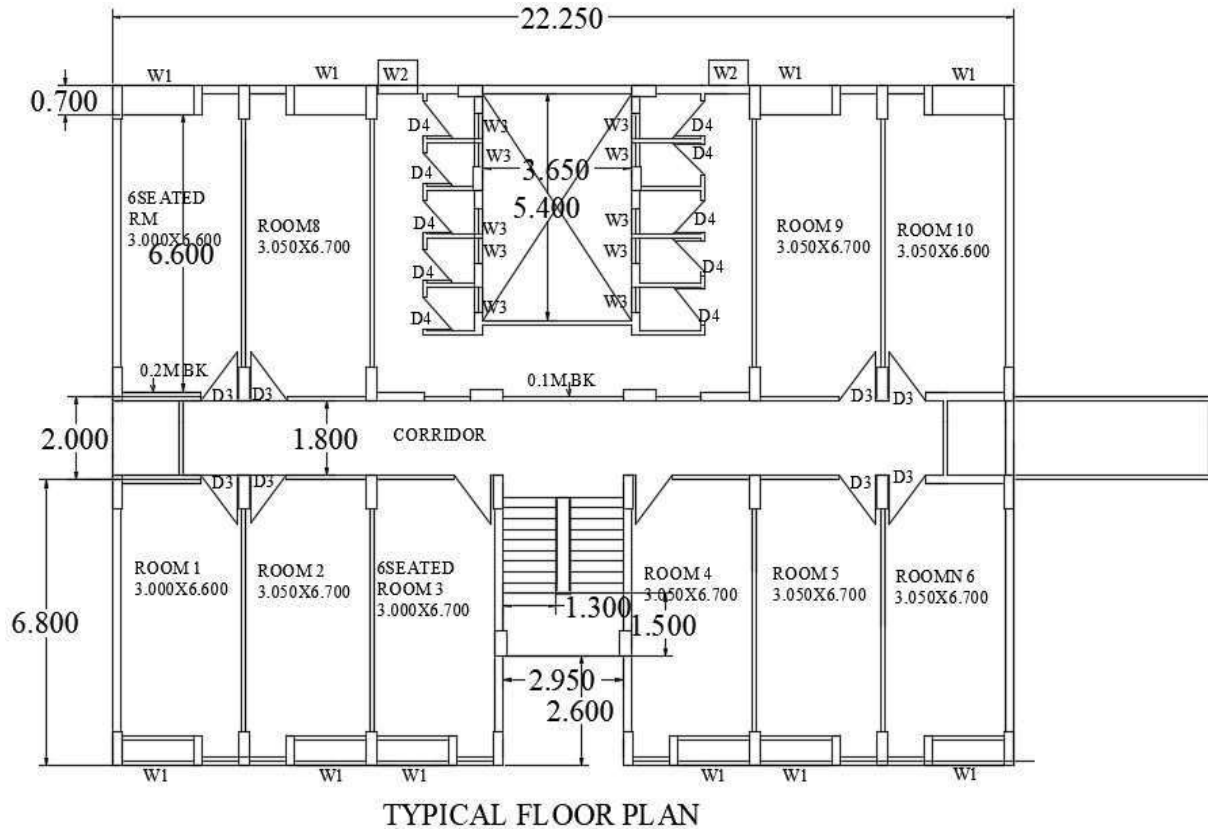 22.250
W1
W1
W2
W2
W1
W1
0.700
D4
W3
W3
D4
W3
W3
D4
3.650
D4
6SEATED
RM
3.000X6.600
6.600
ROOM8
3.050X6.700
D4
5.400
W3
D4
ROOM 9
3.050X6.700
ROOM 10
3.050X6.600
W3
W3
W3
D4
D4
W3
W3
D4
D4
0.2M BK
D3
D3
0.1M BK
D3
D3
2.000
1.800
CORRIDOR
D3
D3
D3
D3
ROOM 1
3.000X6.600
ROOM 2
3.050X6.700
6SEATED
ROOM 3
3.000X6.700
ROOM 4
3.050X6.700
ROOM 5
3.050X6.700
ROOMN 6
3.050X6.700
1.300
1.500
6.800
2.950
2.600
W1
W1
W1
W1
W1
W1
TYPICAL FLOOR PLAN